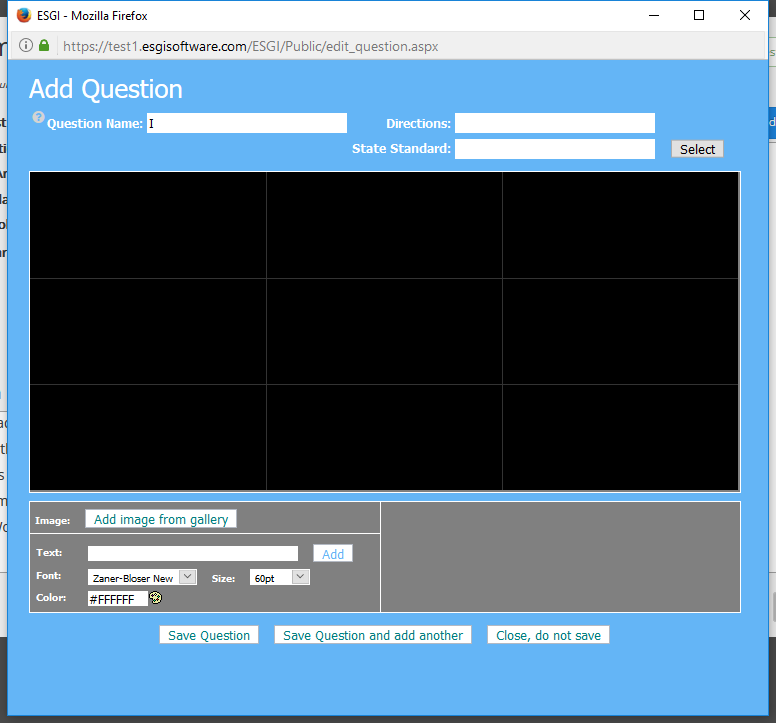 ESGI - Mozilla Firefox
https://test1.esgisoftware.com/ESGI/Public/edit_question.aspx
Add Question
Question Name:
Directions:
State Standard:
Select
Image:
Add image from gallery
Text:
Add
Font:
Zaner-Bloser New
Size:
60pt
Color:
#FFFFFF
Save Question
Save Question and add another
Close, do not save